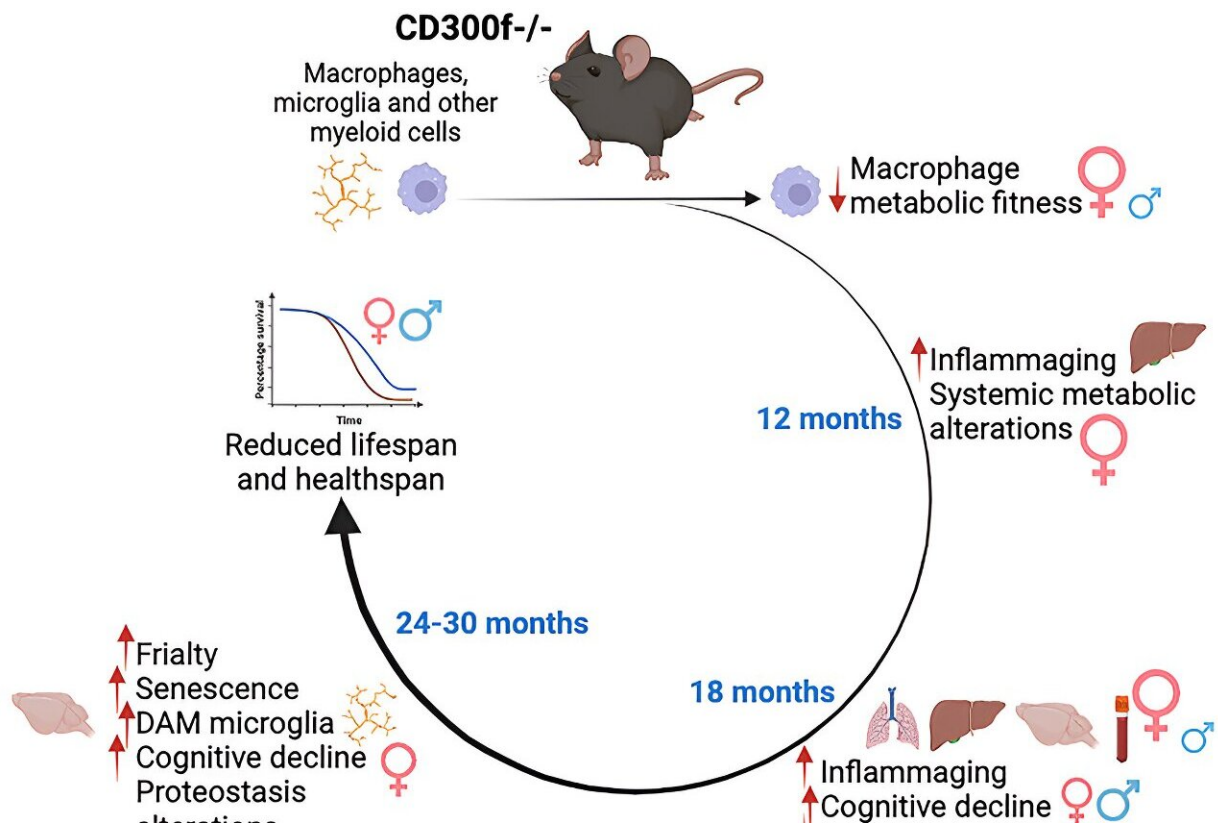 CD300f-/-
Macrophages,
microglia and other
myeloid cells
Macrophage
metabolic fitness
Inflammaging
Systemic metabolic
alterations
12 months
18 months
Inflammaging
Cognitive decline
24-30 months
Frialty
Senescence
DAM microglia
Cognitive decline
Proteostasis
alterations
Percentage survival
Time
Reduced lifespan
and healthspan